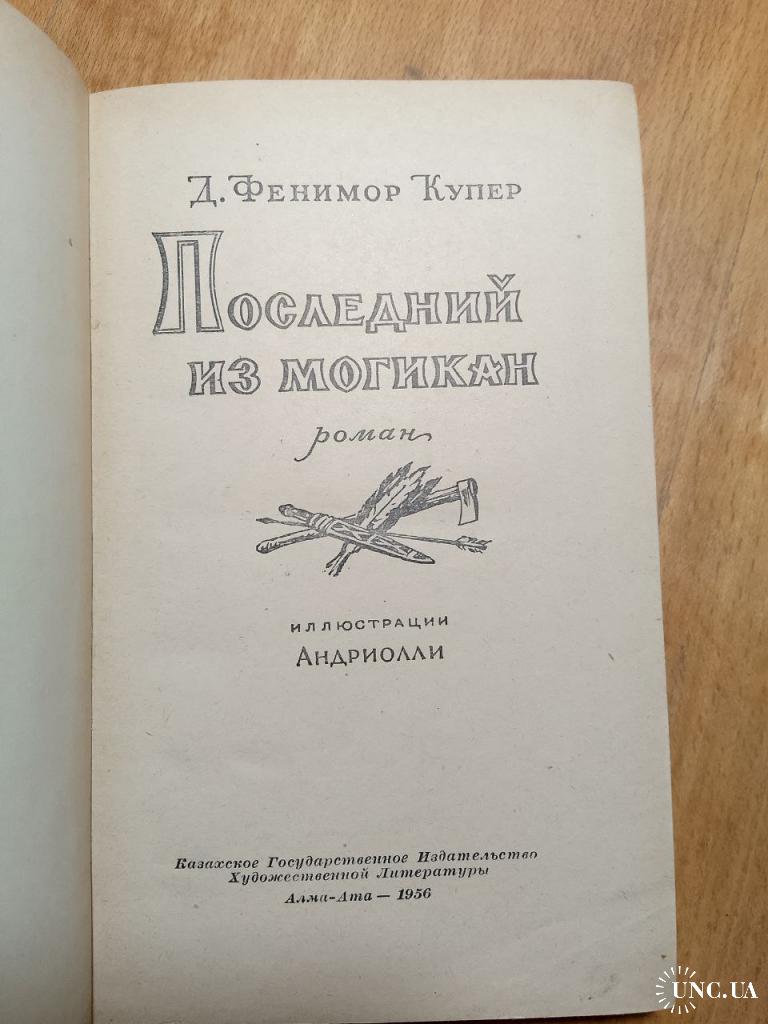 Д. Фенимор Купер
Последний
из могикан
роман
иллюстрации
Андриолли
Казахское Государственное Издательство
Художественной Литературы
Алма-Ата — 1956
UNC.UA